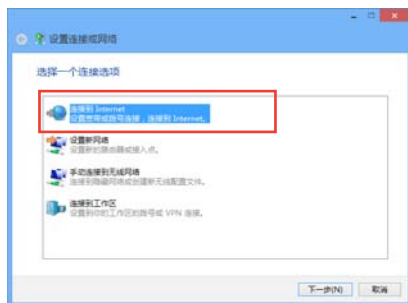 设置连接或网络
选择一个连接选项
连接到 Internet
设置宽带或拨号连接，连接到 Internet。
设置新网络
设置新的路由器或接入点。
手动连接到无线网络
连接到隐藏网络或创建新无线配置文件。
连接到工作区
设置到你的工作区的拨号或 VPN 连接。
下一步(N)
取消